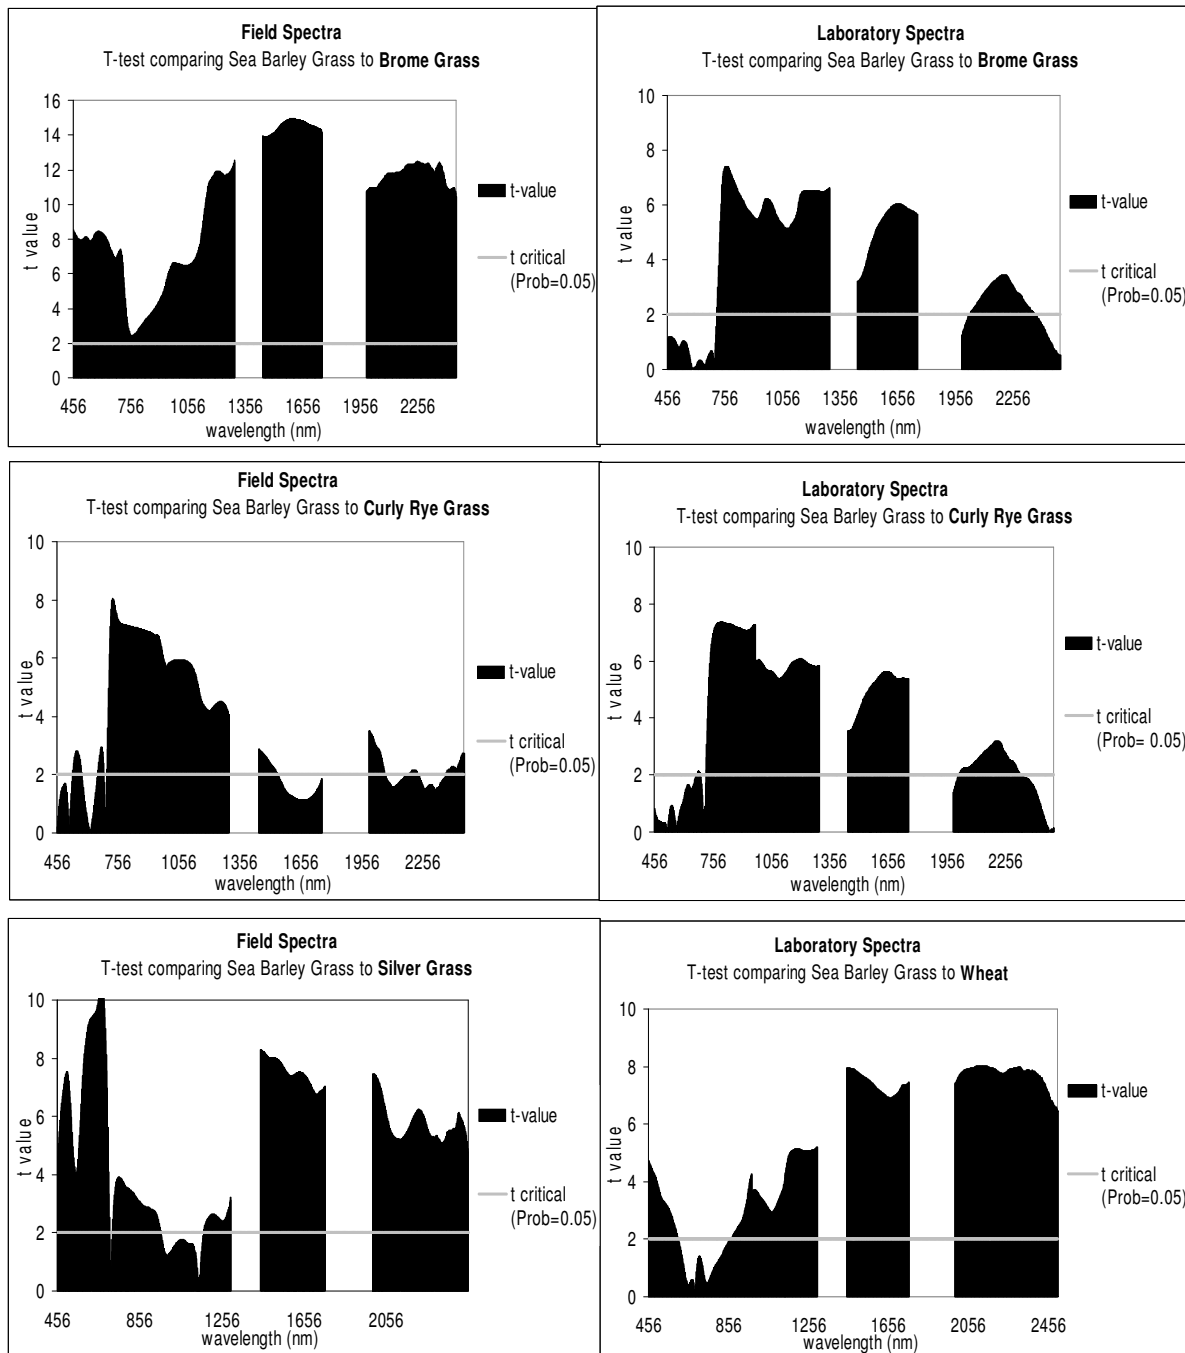 Field Spectra
T-test comparing Sea Barley Grass to Brome Grass
16
14
12
10
8
6
4
2
0
t value
456 756 1056 1356 1656 1956 2256
wavelength (nm)
t-value
t critical
(Prob=0.05)
Laboratory Spectra
T-test comparing Sea Barley Grass to Brome Grass
10
8
6
4
2
0
t value
456 756 1056 1356 1656 1956 2256
wavelength (nm)
t-value
t critical
(Prob=0.05)
Field Spectra
T-test comparing Sea Barley Grass to Curly Rye Grass
10
8
6
4
2
0
t value
456 756 1056 1356 1656 1956 2256
wavelength (nm)
t-value
t critical
(Prob=0.05)
Laboratory Spectra
T-test comparing Sea Barley Grass to Curly Rye Grass
10
8
6
4
2
0
t value
456 756 1056 1356 1656 1956 2256
wavelength (nm)
t-value
t critical
(Prob= 0.05)
Field Spectra
T-test comparing Sea Barley Grass to Silver Grass
10
8
6
4
2
0
t value
456 856 1256 1656 2056
wavelength (nm)
t-value
t critical
(Prob=0.05)
Laboratory Spectra
T-test comparing Sea Barley Grass to Wheat
10
8
6
4
2
0
t value
456 856 1256 1656 2056 2456
wavelength (nm)
t-value
t critical
(Prob=0.05)